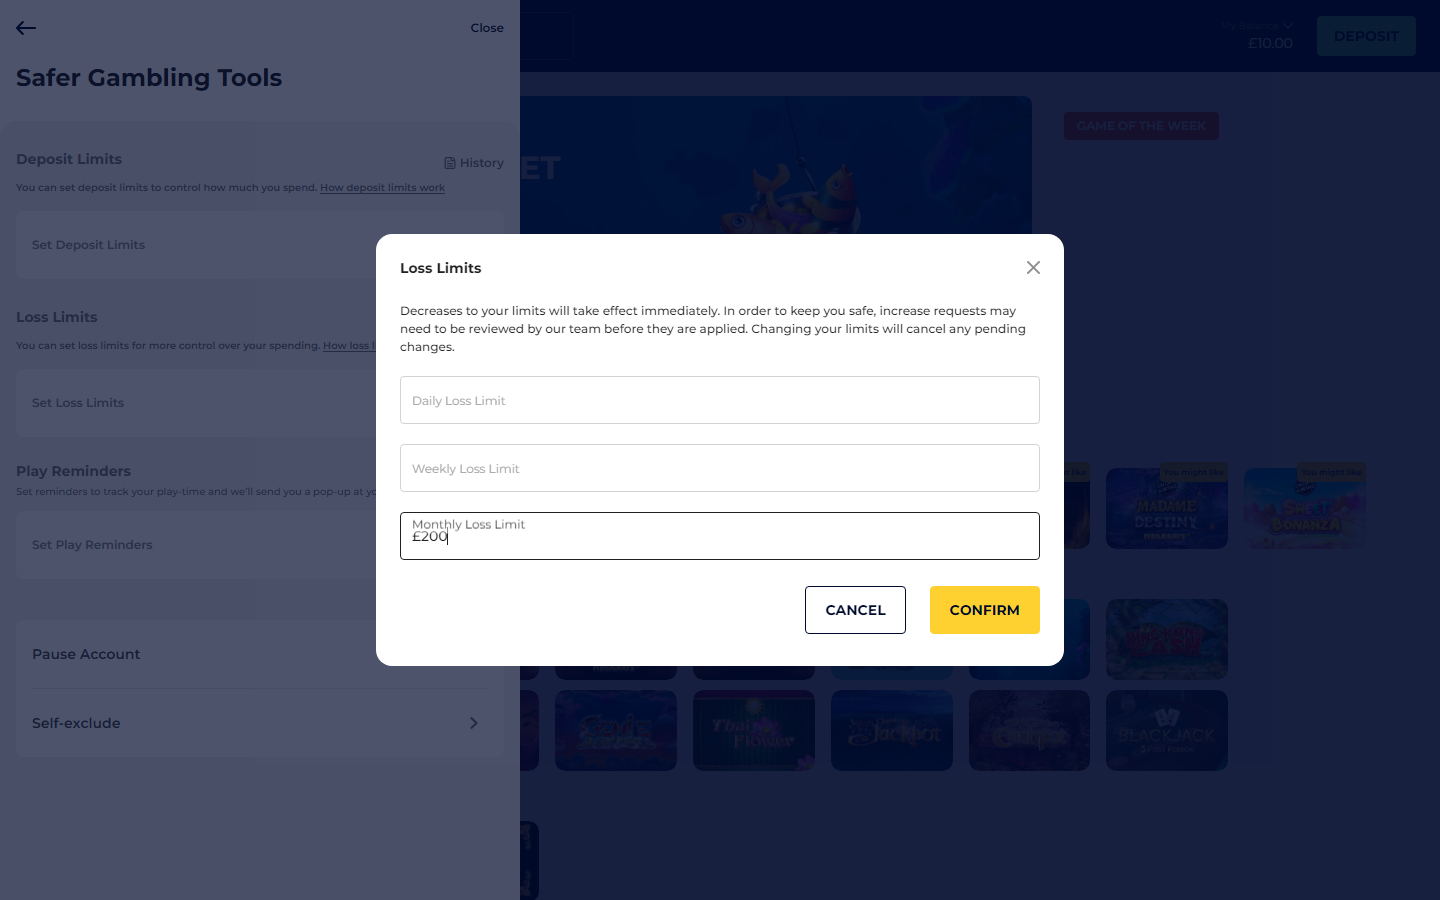 Close
My Balance
£10.00
DEPOSIT
Safer Gambling Tools
GAME OF THE WEEK
ET
Deposit Limits
History
You can set deposit limits to control how much you spend. How deposit limits work
Set Deposit Limits
Loss Limits
You can set loss limits for more control over your spending. How loss l
Set Loss Limits
Play Reminders
Set reminders to track your play-time and we'll send you a pop-up at yo
Set Play Reminders
Pause Account
Self-exclude
Loss Limits
Decreases to your limits will take effect immediately. In order to keep you safe, increase requests may
need to be reviewed by our team before they are applied. Changing your limits will cancel any pending
changes.
Daily Loss Limit
Weekly Loss Limit
Monthly Loss Limit
£200
CANCEL
CONFIRM
like
You might like
You might like
MADAME
DESTINY
MEGAWAYS
SWEET
BONANZA
Thai
Flower
Jackpot
BLACKJACK